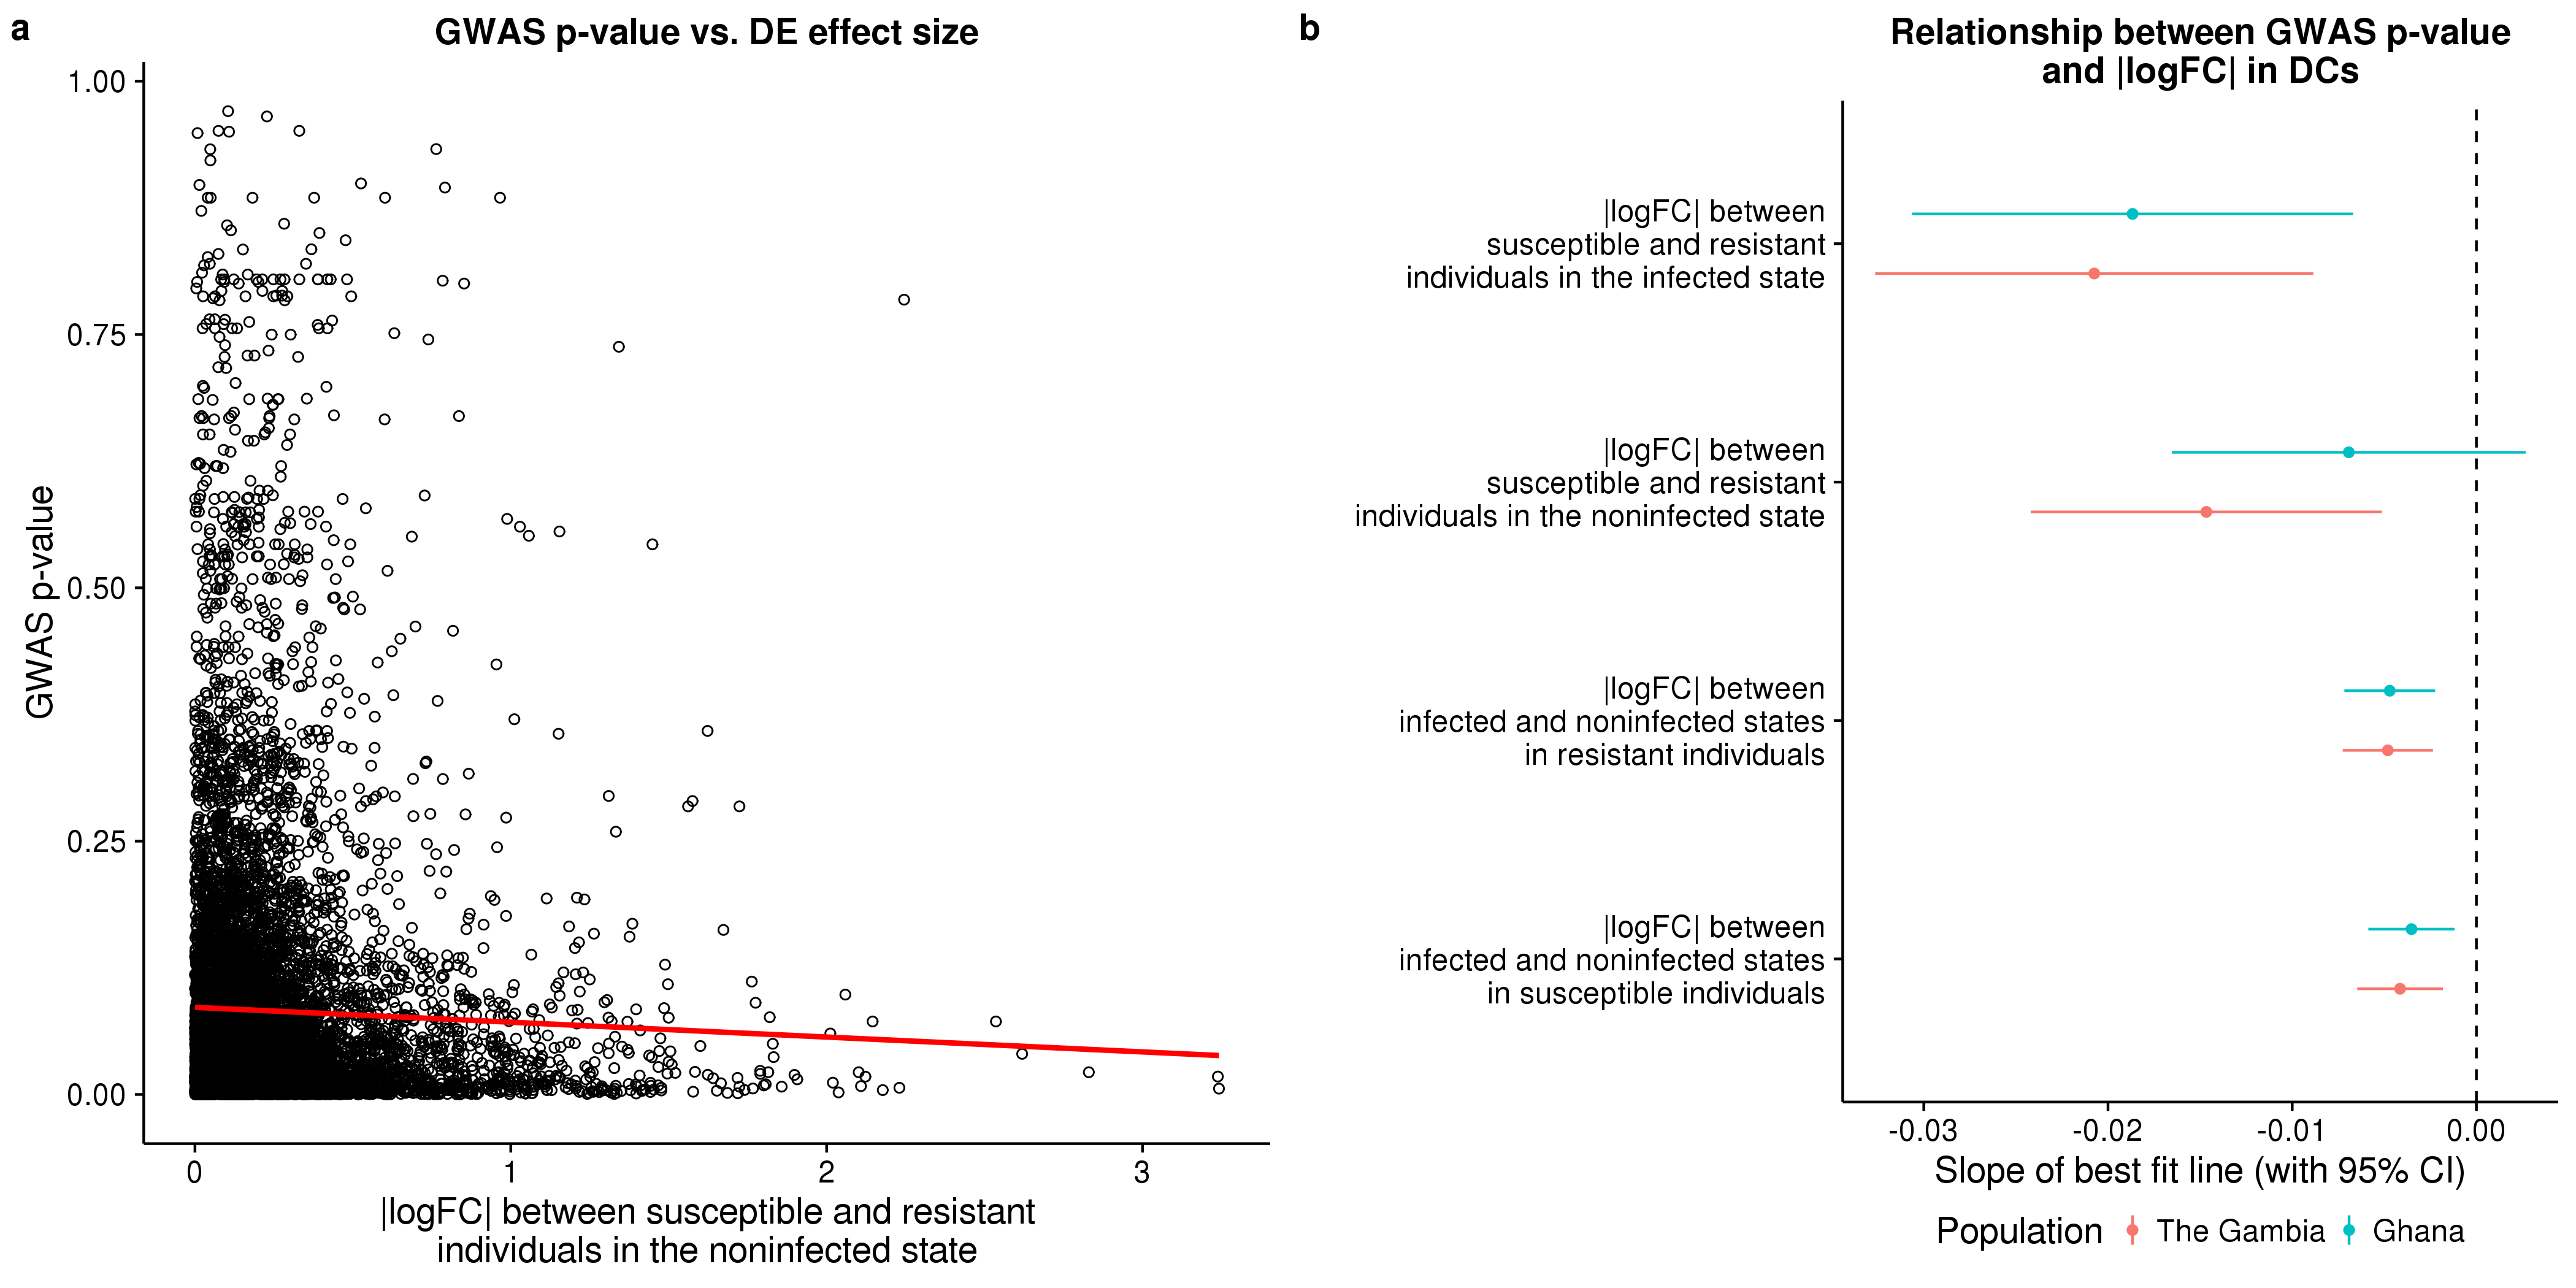 a
GWAS p-value vs. DE effect size
1.00
0.75
0.50
0.25
0.00
GWAS p-value
0
1
2
3
|logFC| between susceptible and resistant
individuals in the noninfected state
b
Relationship between GWAS p-value
and |logFC| in DCs
|logFC| between
susceptible and resistant
individuals in the infected state
|logFC| between
susceptible and resistant
individuals in the noninfected state
|logFC| between
infected and noninfected states
in resistant individuals
|logFC| between
infected and noninfected states
in susceptible individuals
-0.03
-0.02
-0.01
0.00
Slope of best fit line (with 95% CI)
Population
The Gambia
Ghana